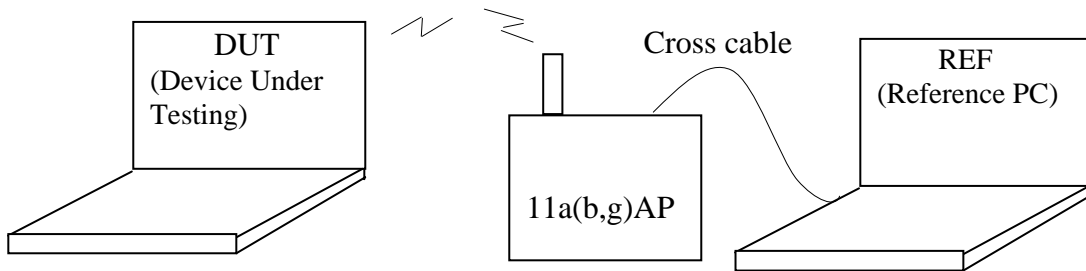 DUT
(Device Under
Testing)
Cross cable
REF
(Reference PC)
11a(b,g)AP